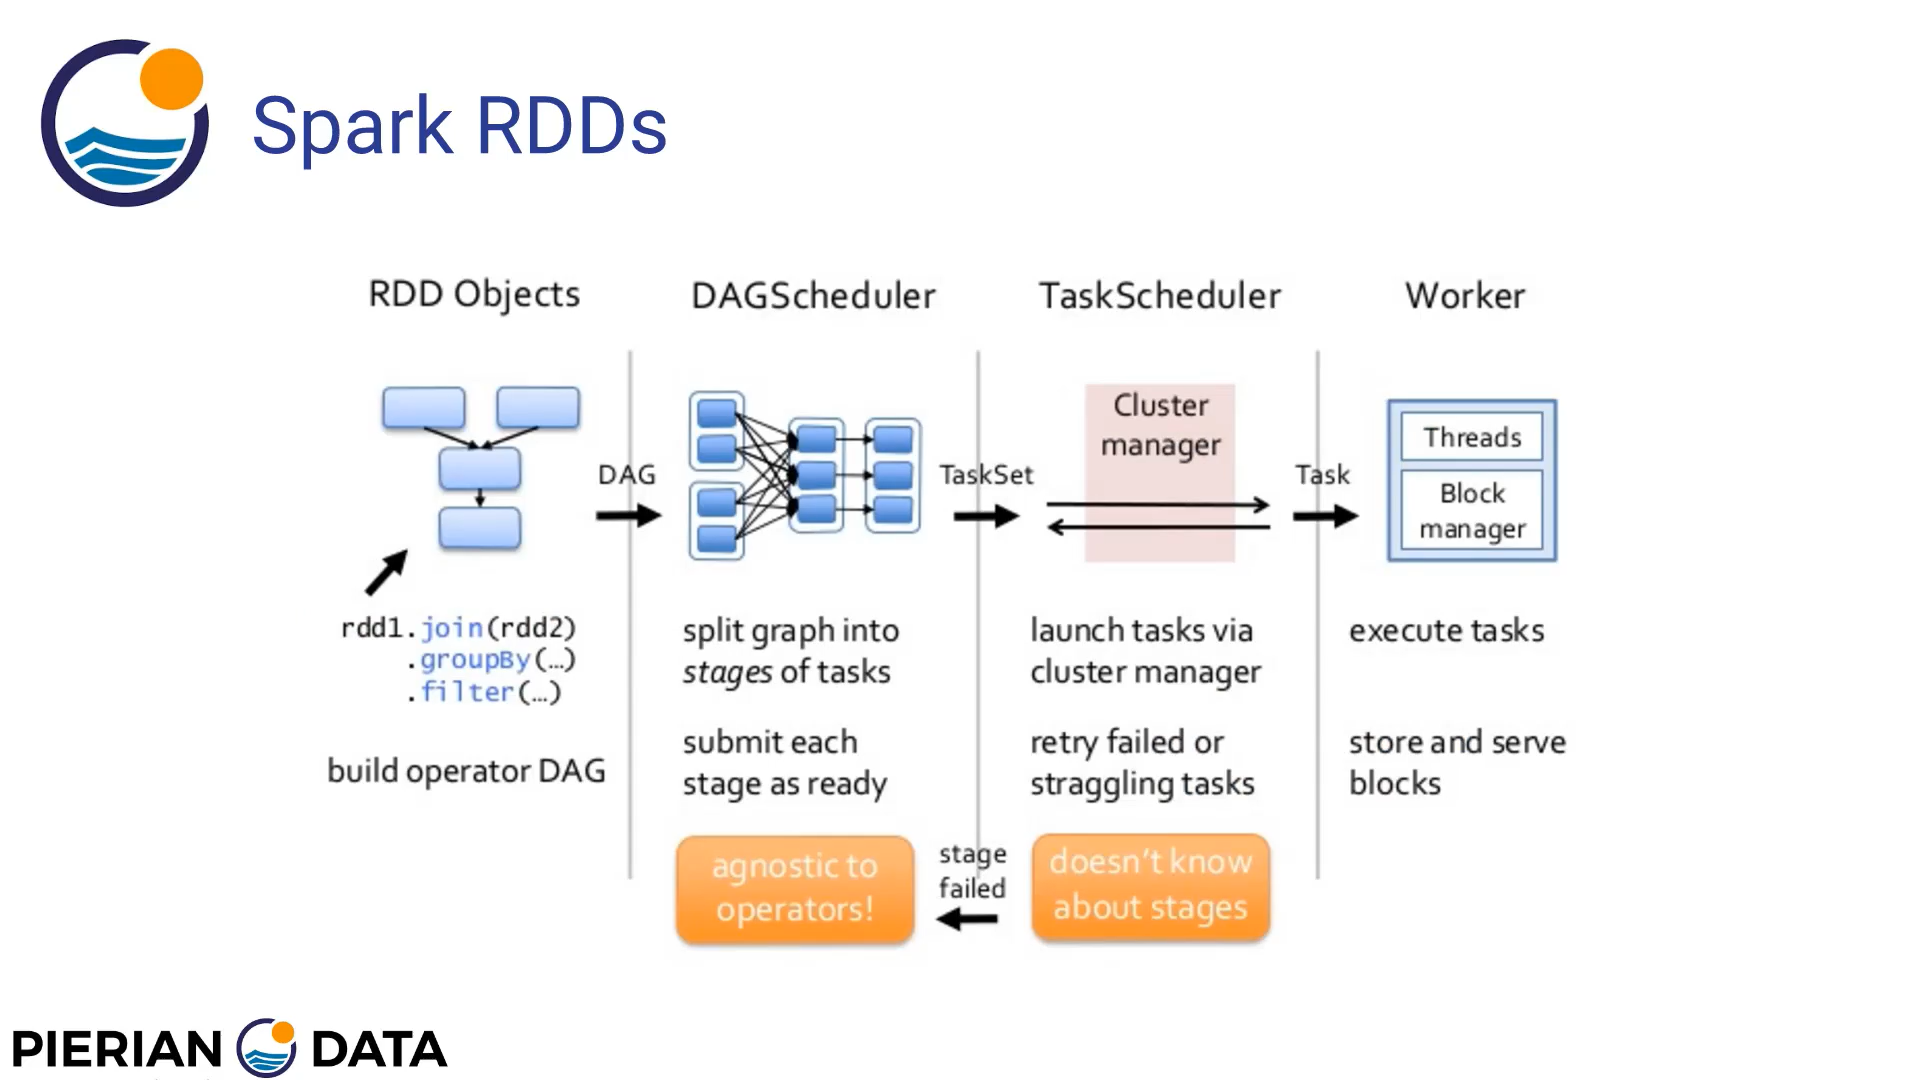 Spark RDDs
RDD Objects
DAGScheduler
TaskScheduler
Worker
DAG
TaskSet
Cluster
manager
Task
Threads
Block
manager
rdd1.join(rdd2)
.groupBy(…)
.filter(…)
build operator DAG
split graph into
stages of tasks
submit each
stage as ready
agnostic to
operators!
stage
failed
launch tasks via
cluster manager
retry failed or
straggling tasks
doesn't know
about stages
execute tasks
store and serve
blocks
PIERIAN DATA